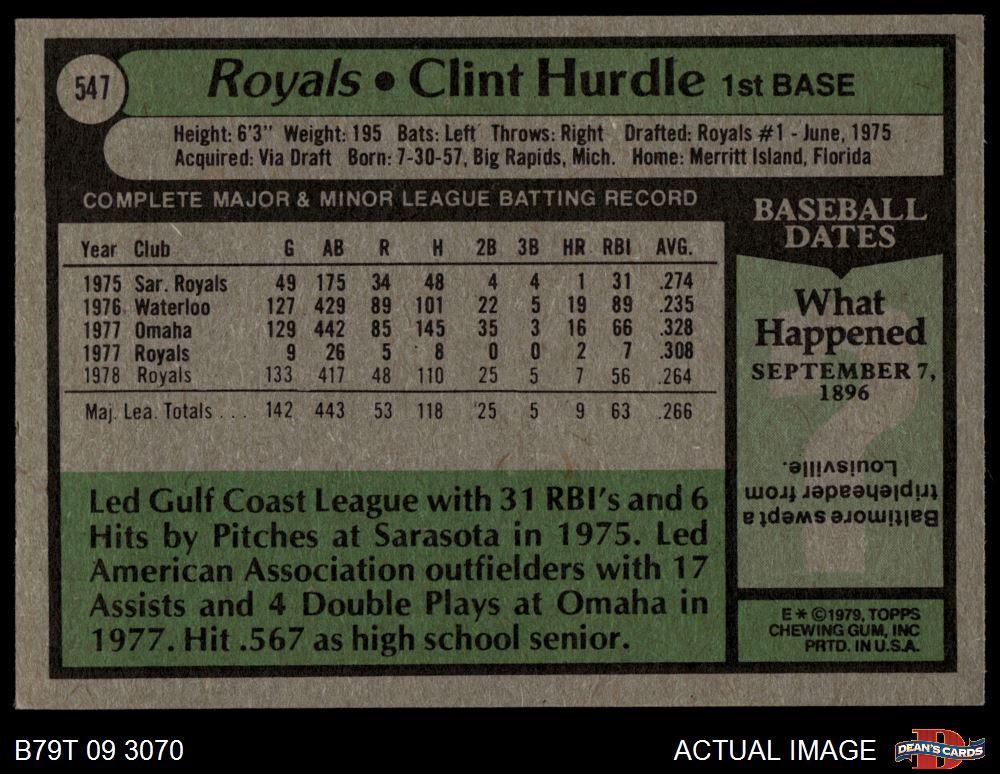 547
Royals • Clint Hurdle 1st BASE
Height: 6'3" Weight: 195 Bats: Left Throws: Right Drafted: Royals #1 - June, 1975
Acquired: Via Draft Born: 7-30-57, Big Rapids, Mich. Home: Merritt Island, Florida
COMPLETE MAJOR & MINOR LEAGUE BATTING RECORD
Year Club G AB R H 2B 3B HR RBI AVG.
1975 Sar. Royals 49 175 34 48 4 4 1 31 .274
1976 Waterloo 127 429 89 101 22 5 19 89 .235
1977 Omaha 129 442 85 145 35 3 16 66 .328
1977 Royals 9 26 5 8 0 0 2 7 .308
1978 Royals 133 417 48 110 25 5 7 56 .264
Maj. Lea. Totals . . . 142 443 53 118 25 5 9 63 .266
Led Gulf Coast League with 31 RBI's and 6
Hits by Pitches at Sarasota in 1975. Led
American Association outfielders with 17
Assists and 4 Double Plays at Omaha in
1977. Hit .567 as high school senior.
BASEBALL
DATES
What
Happened
SEPTEMBER 7,
1896
Baltimore swept a
tripleheader from
Louisville.
E * ©1979, TOPPS
CHEWING GUM, INC
PRTD. IN U.S.A.
B79T 09 3070
ACTUAL IMAGE
D
DEAN'S CARDS